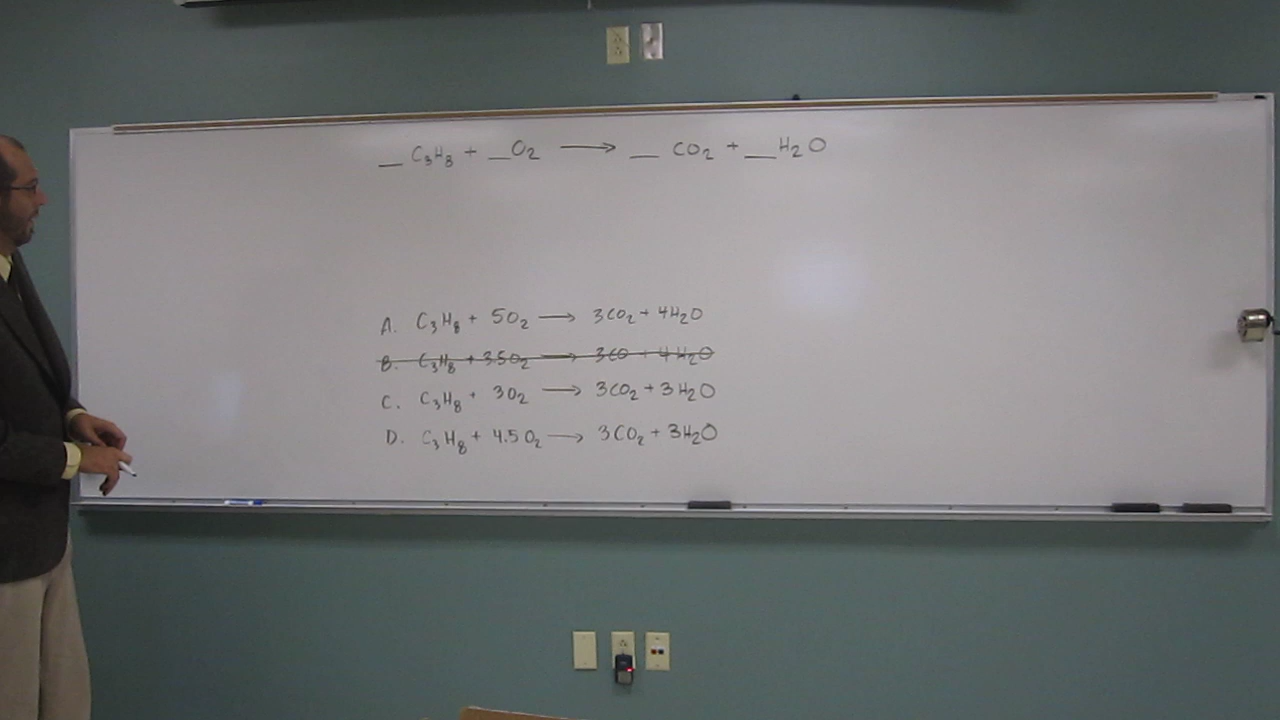 __ C₃H₈ + __O₂ ⟶ __ CO₂ + __H₂O
A. C₃H₈ + 5O₂ ⟶ 3CO₂ + 4H₂O
B. C₃H₈ + 3.5O₂ ⟶ 3CO + 4H₂O
C. C₃H₈ + 3O₂ ⟶ 3CO₂ + 3H₂O
D. C₃H₈ + 4.5O₂ ⟶ 3CO₂ + 3H₂O